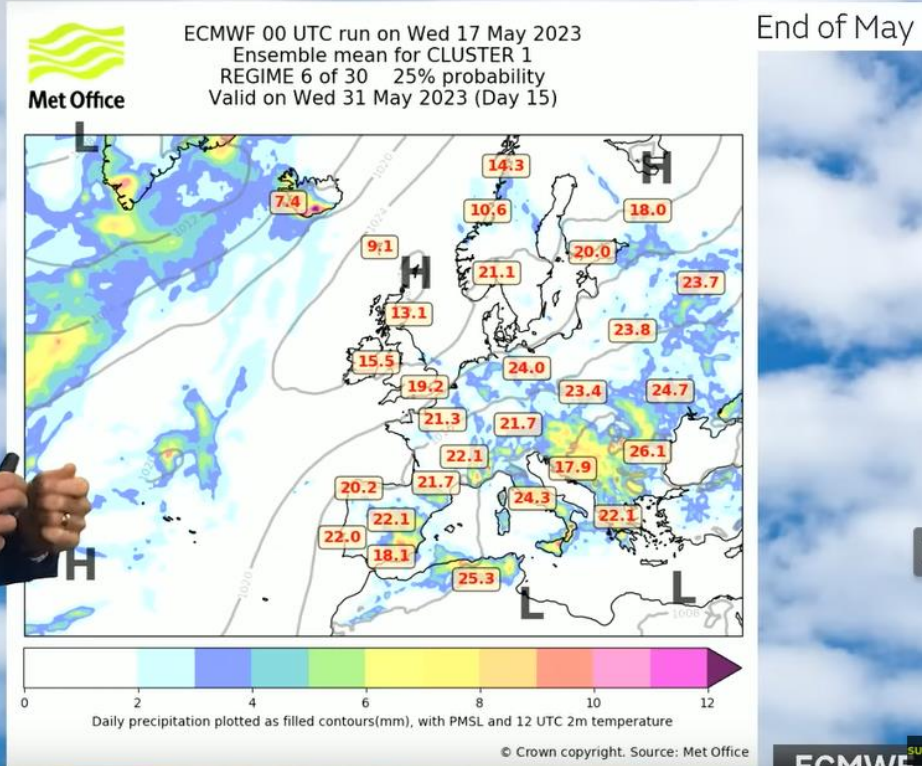 ECMWF 00 UTC run on Wed 17 May 2023
Ensemble mean for CLUSTER 1
REGIME 6 of 30 25% probability
Valid on Wed 31 May 2023 (Day 15)
Met Office
End of May
L
H
14.3
7.4
10.6
18.0
1020
1024
1012
9.1
20.0
H
21.1
23.7
13.1
23.8
15.5
24.0
19.2
23.4
24.7
21.3
21.7
22.1
26.1
17.9
20.2
21.7
24.3
22.1
22.1
22.0
18.1
25.3
H
1020
L
L
1008
0 2 4 6 8 10 12
Daily precipitation plotted as filled contours(mm), with PMSL and 12 UTC 2m temperature
© Crown copyright. Source: Met Office
ECMWF
SU